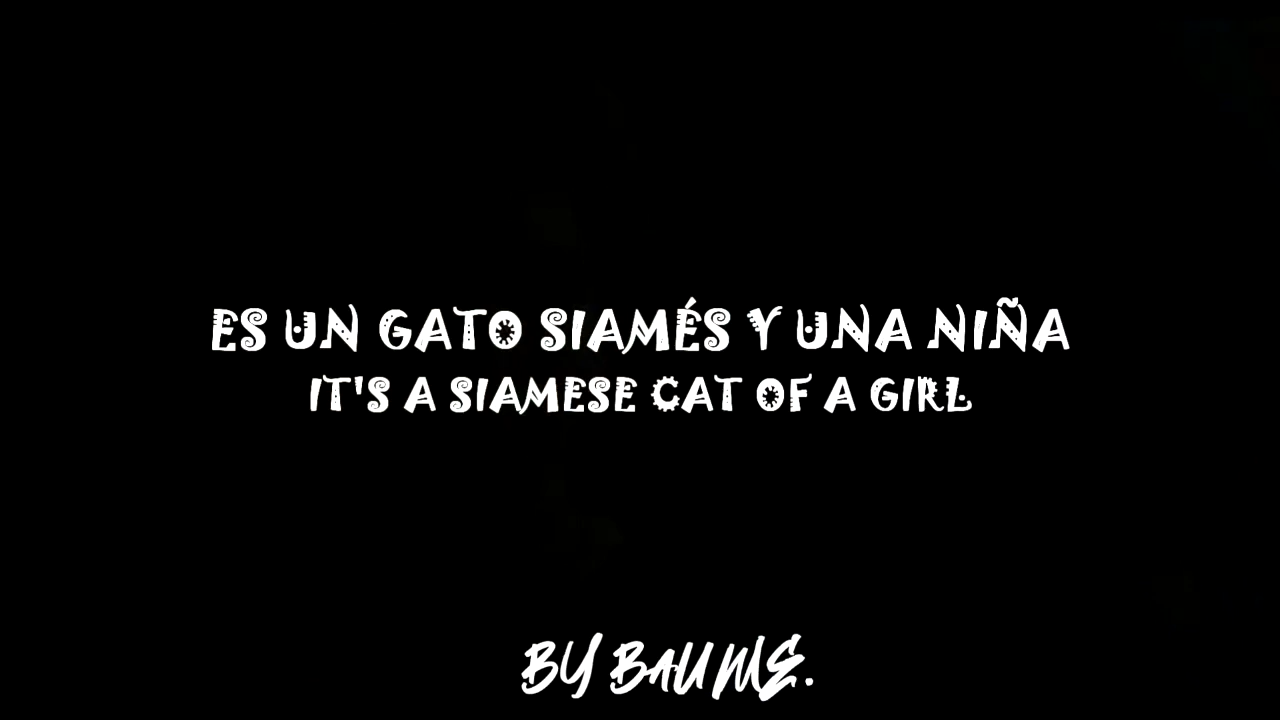 ES UN GATO SIAMÉS Y UNA NIÑA
IT'S A SIAMESE CAT OF A GIRL
BY BAUME.